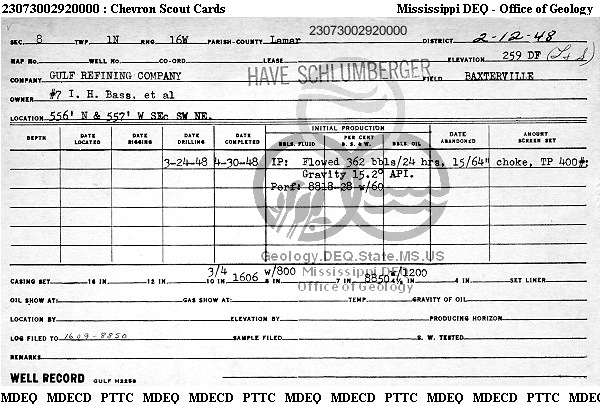 23073002920000 : Chevron Scout Cards Mississippi DEQ - Office of Geology
23073002920000
SEC. 8 TWP. 1N RNG. 16W PARISH-COUNTY Lamar DISTRICT 2-12-48
MAP NO. WELL NO. CO-ORD. LEASE ELEVATION 259 DF
COMPANY GULF REFINING COMPANY HAVE SCHLUMBERGER FIELD BAXTERVILLE
OWNER #7 I. H. Bass, et al
LOCATION 556' N & 557' W SEc SW NE.
DEPTH DATE LOCATED DATE RIGGING DATE DRILLING DATE COMPLETED INITIAL PRODUCTION BBLS. FLUID PER CENT B. S. & W. BBLS. OIL DATE ABANDONED AMOUNT SCREEN SET
3-24-48 4-30-48 IP: Flowed 362 bbls/24 hrs, 15/64" choke, TP 400#;
Gravity 15.2° API.
Perf: 8818-28 w/60
Geology.DEQ.State.MS.US
Mississippi DEQ
Office of Geology
3/4 w/800 w/1200
CASING SET 16 IN 12 IN 10 IN 1606 8 IN 7 IN 8850 4½ IN 4 IN SET LINER
OIL SHOW AT: GAS SHOW AT: TEMP. GRAVITY OF OIL
LOCATION BY ELEVATION BY PRODUCING HORIZON
LOG FILED TO 1609-8850 SAMPLE FILED S. W. TESTED
REMARKS
WELL RECORD GULF H2258
MDEQ MDECD PTTC MDEQ MDECD PTTC MDEQ MDECD PTTC MDEQ MDECD PTTC MDEQ